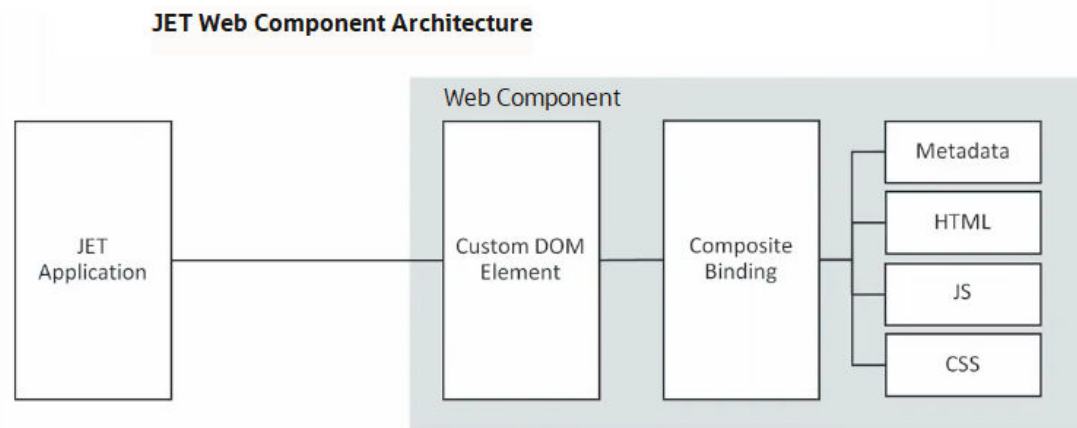 JET Web Component Architecture
Web Component
JET
Application
Custom DOM
Element
Composite
Binding
Metadata
HTML
JS
CSS